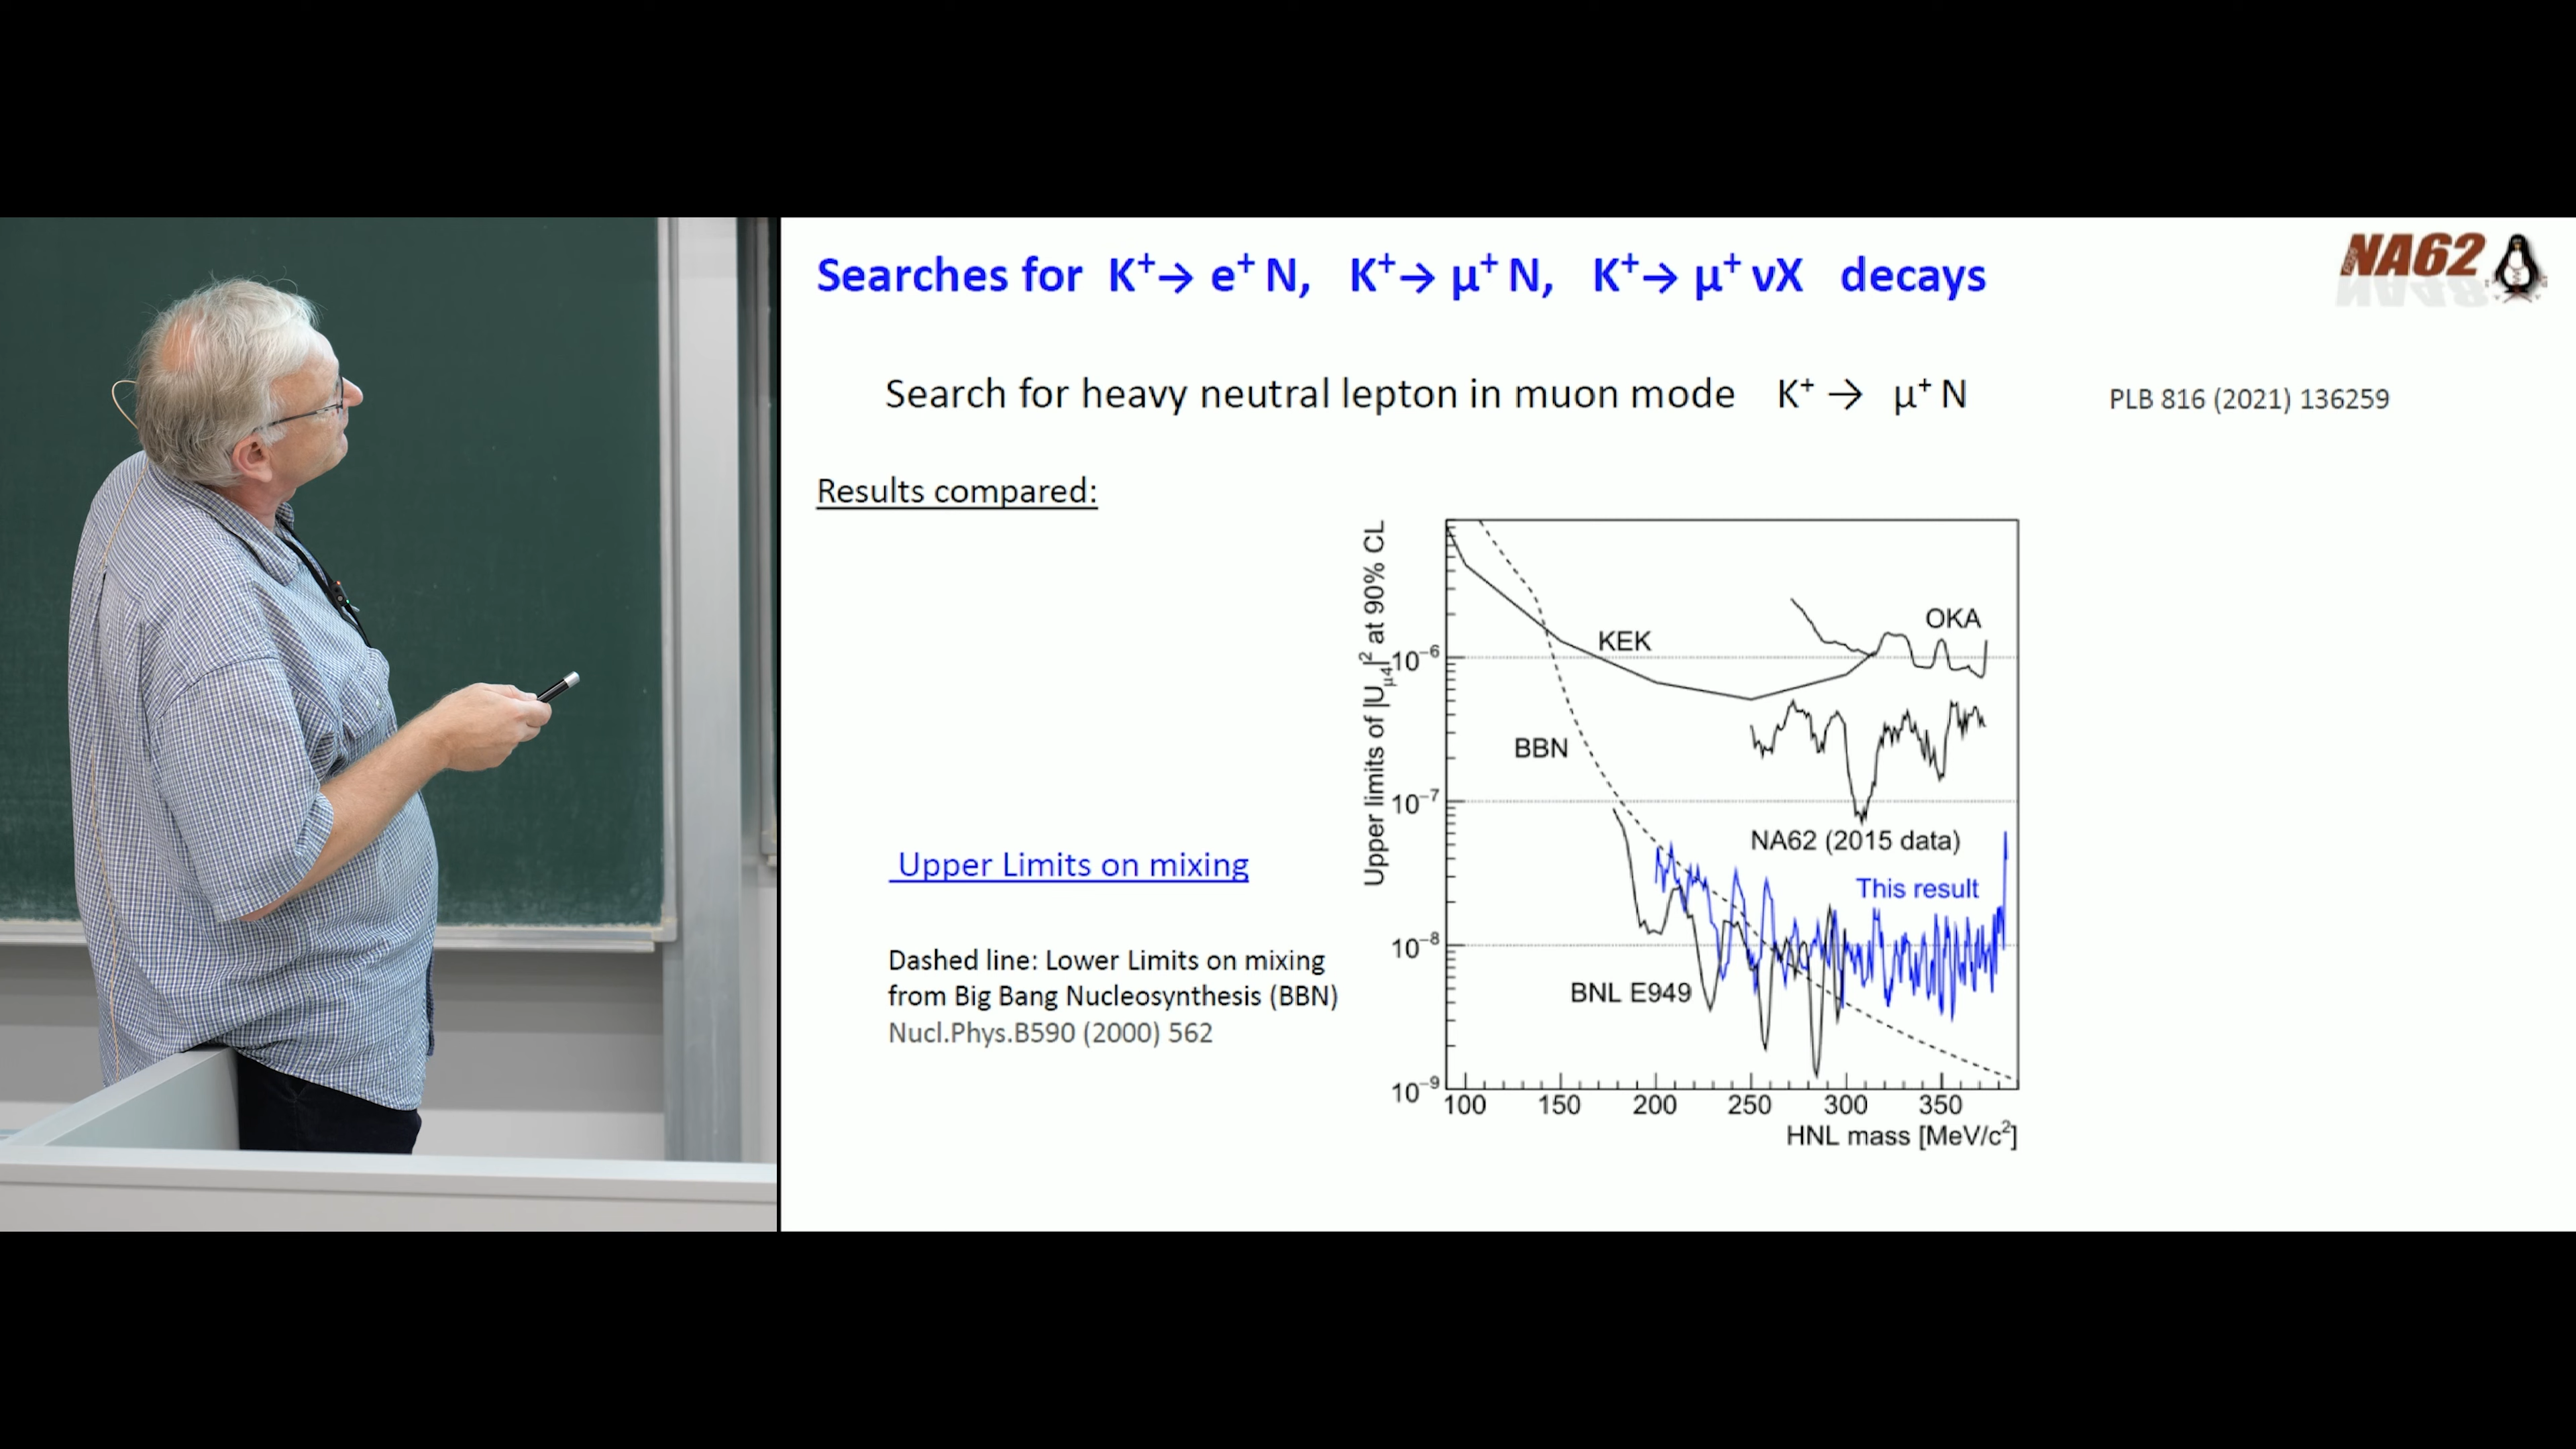 Searches for K⁺→ e⁺ N, K⁺→ μ⁺ N, K⁺→ μ⁺ νX decays
NA62
Search for heavy neutral lepton in muon mode K⁺ → μ⁺ N
PLB 816 (2021) 136259
Results compared:
Upper Limits on mixing
Dashed line: Lower Limits on mixing
from Big Bang Nucleosynthesis (BBN)
Nucl.Phys.B590 (2000) 562
Upper limits of |U_μ4|² at 90% CL
10⁻⁶
10⁻⁷
10⁻⁸
10⁻⁹
OKA
KEK
BBN
NA62 (2015 data)
This result
BNL E949
100 150 200 250 300 350
HNL mass [MeV/c²]